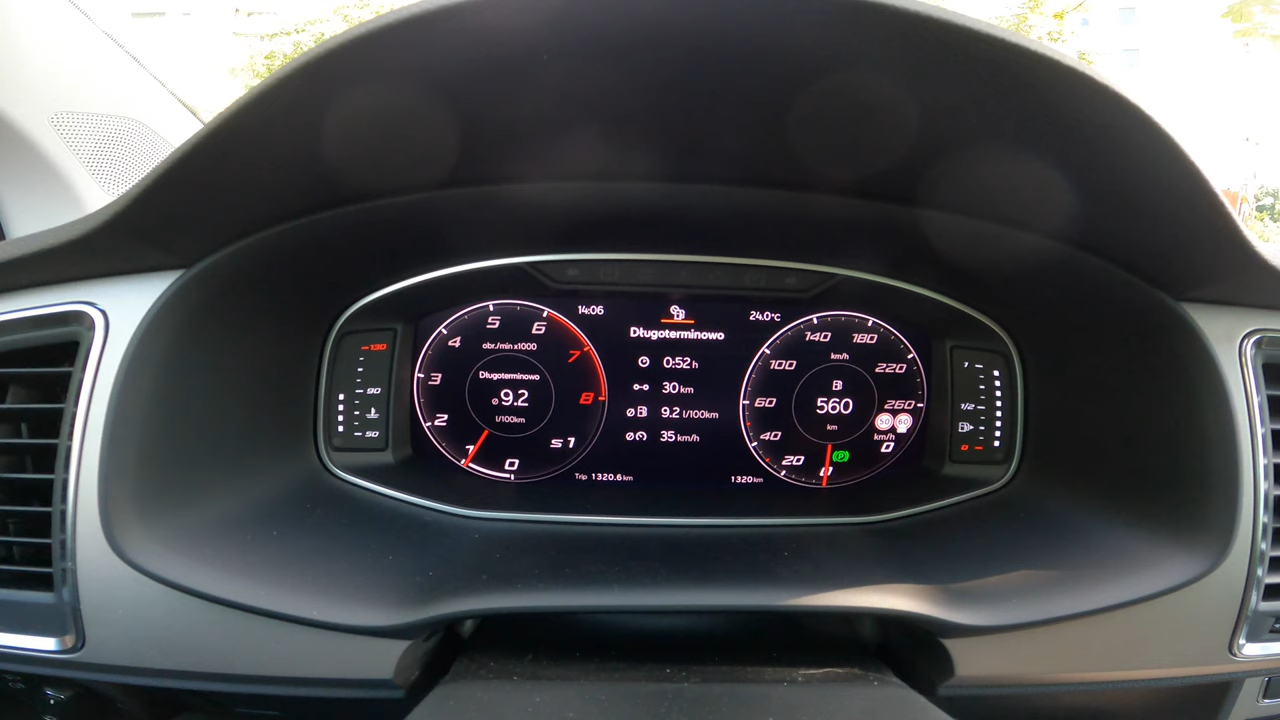 14:06
24.0°C
Długoterminowo
0:52 h
30 km
ø 9.2 l/100km
ø 35 km/h
130
90
50
0
1
2
3
4
5
6
7
8
obr./min x1000
Długoterminowo
ø 9.2
l/100km
S1
Trip 1320.6 km
1320 km
0
20
40
60
100
140
180
220
260
km/h
560
km
50
60
km/h
0
(P)
1
1/2
0